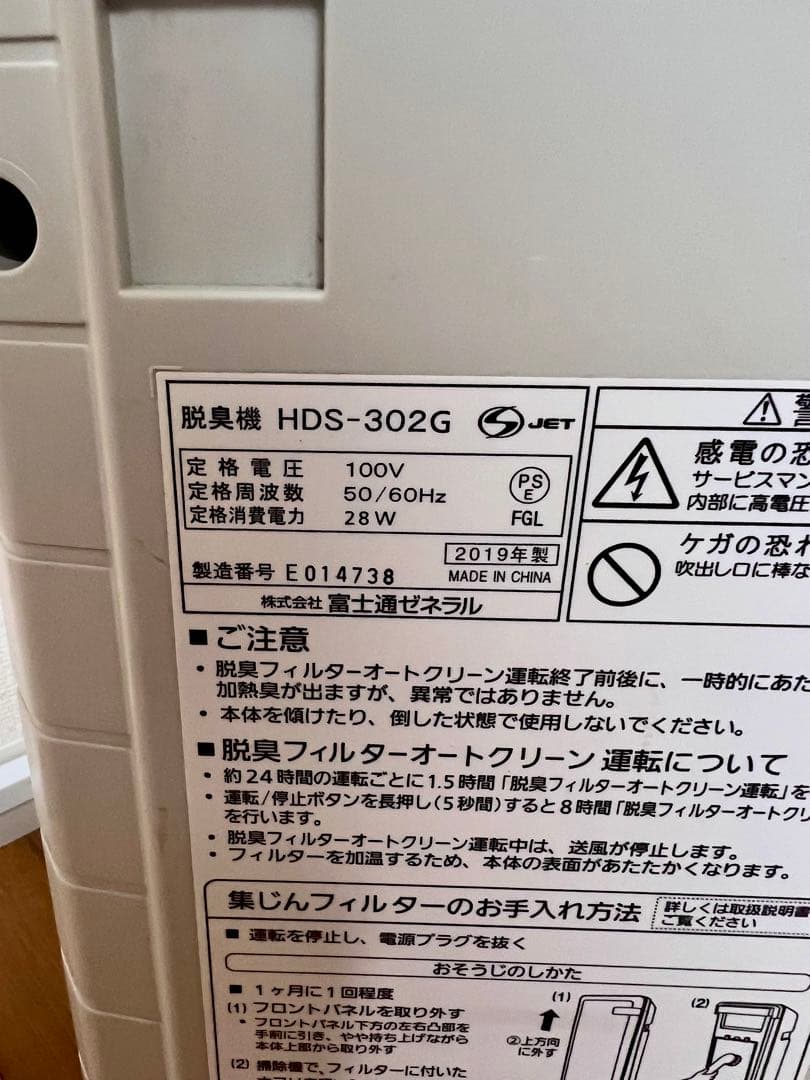 脱臭機 HDS-302G JET
定格電圧 100V
定格周波数 50/60Hz
定格消費電力 28W
PS
E
FGL
2019年製
製造番号 E014738 MADE IN CHINA
株式会社 富士通ゼネラル
感電の恐
サービスマン
内部に高電圧
ケガの恐れ
吹出し口に棒な
■ご注意
・脱臭フィルターオートクリーン運転終了前後に、一時的にあた
加熱臭が出ますが、異常ではありません。
・本体を傾けたり、倒した状態で使用しないでください。
■脱臭フィルターオートクリーン運転について
・約24時間の運転ごとに1.5時間「脱臭フィルターオートクリーン運転」を
・運転/停止ボタンを長押し(5秒間)すると8時間「脱臭フィルターオートクリ
を行います。
・脱臭フィルターオートクリーン運転中は、送風が停止します。
・フィルターを加温するため、本体の表面があたたかくなります。
集じんフィルターのお手入れ方法
詳しくは取扱説明書
ご覧ください
■ 運転を停止し、電源プラグを抜く
おそうじのしかた
■ 1ヶ月に1回程度
(1) フロントパネルを取り外す
・フロントパネル下方の左右凸部を
手前に引き、やや持ち上げながら
本体上部から取り外す
(2) 掃除機で、フィルターに付いた
(1)
②上方向
に外す
(2)